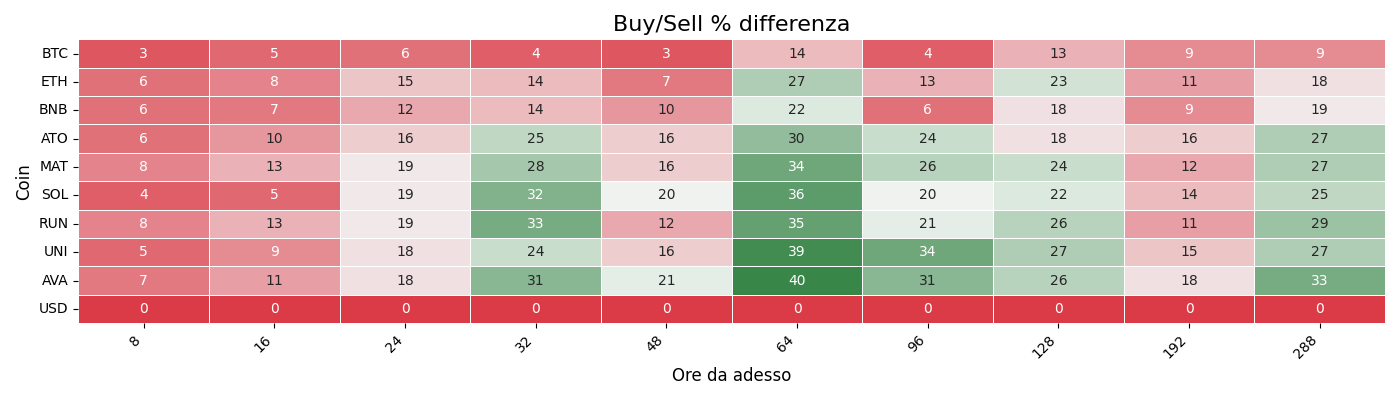 Buy/Sell % differenza
Coin
BTC 3 5 6 4 3 14 4 13 9 9
ETH 6 8 15 14 7 27 13 23 11 18
BNB 6 7 12 14 10 22 6 18 9 19
ATO 6 10 16 25 16 30 24 18 16 27
MAT 8 13 19 28 16 34 26 24 12 27
SOL 4 5 19 32 20 36 20 22 14 25
RUN 8 13 19 33 12 35 21 26 11 29
UNI 5 9 18 24 16 39 34 27 15 27
AVA 7 11 18 31 21 40 31 26 18 33
USD 0 0 0 0 0 0 0 0 0 0
8 16 24 32 48 64 96 128 192 288
Ore da adesso